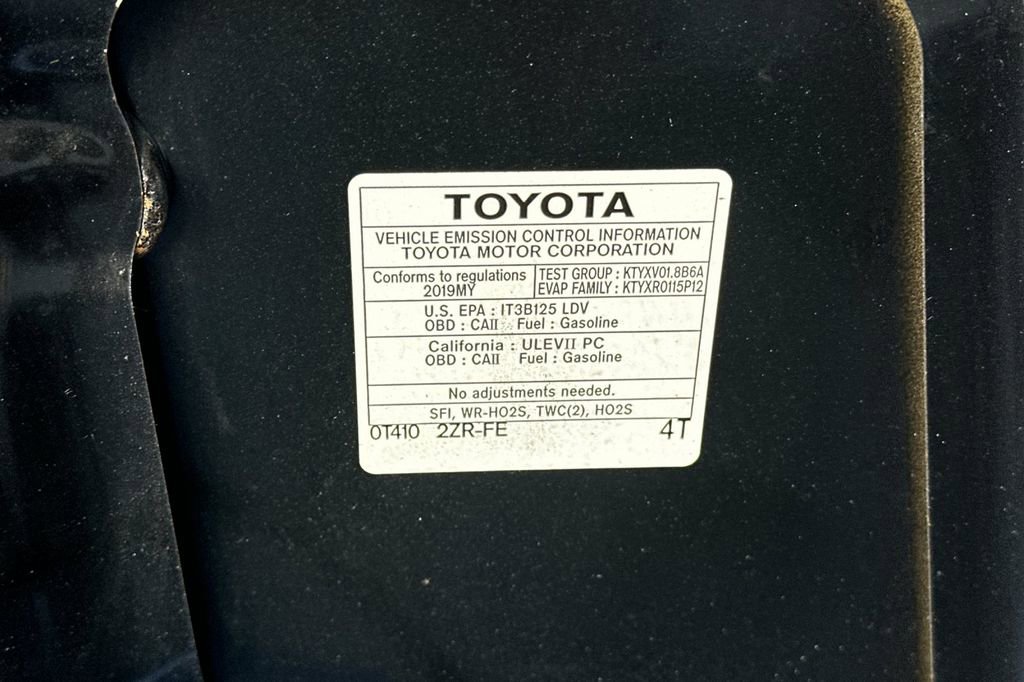 TOYOTA
VEHICLE EMISSION CONTROL INFORMATION
TOYOTA MOTOR CORPORATION
Conforms to regulations
2019MY
TEST GROUP : KTYXV01.8B6A
EVAP FAMILY : KTYXR0115P12
U.S. EPA : IT3B125 LDV
OBD : CAII Fuel : Gasoline
California : ULEVII PC
OBD : CAII Fuel : Gasoline
No adjustments needed.
SFI, WR-HO2S, TWC(2), HO2S
0T410 2ZR-FE 4T